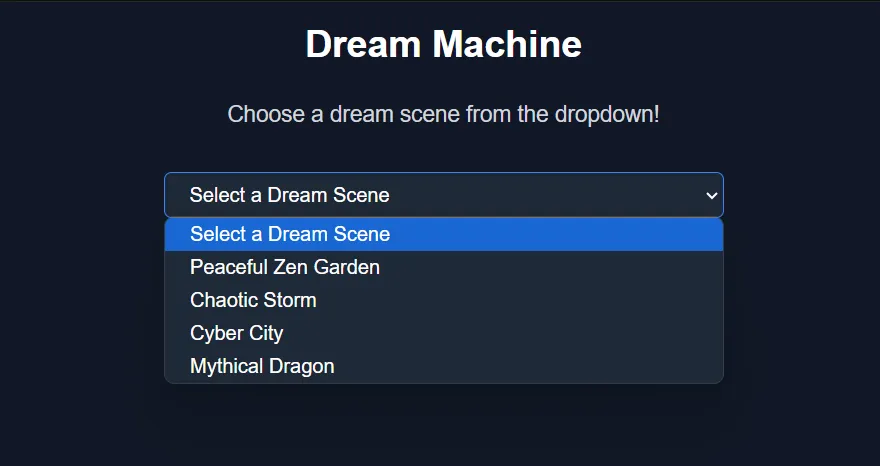 Dream Machine
Choose a dream scene from the dropdown!
Select a Dream Scene
Select a Dream Scene
Peaceful Zen Garden
Chaotic Storm
Cyber City
Mythical Dragon